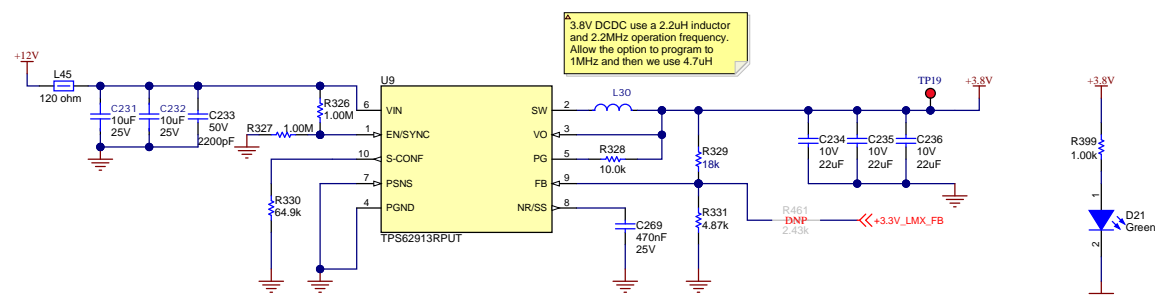 3.8V DCDC use a 2.2uH inductor
and 2.2MHz operation frequency.
Allow the option to program to
1MHz and then we use 4.7uH
+12V
L45
120 ohm
C231
10uF
25V
C232
10uF
25V
C233
50V
2200pF
R326
1.00M
R327
1.00M
R330
64.9k
U9
6
VIN
1
EN/SYNC
10
S-CONF
7
PSNS
4
PGND
SW
2
VO
3
PG
5
FB
9
NR/SS
8
TPS62913RPUT
L30
R328
10.0k
R329
18k
R331
4.87k
C269
470nF
25V
R461
DNP
2.43k
+3.3V_LMX_FB
TP19
+3.8V
C234
10V
22uF
C235
10V
22uF
C236
10V
22uF
+3.8V
R399
1.00k
1
D21
Green
2